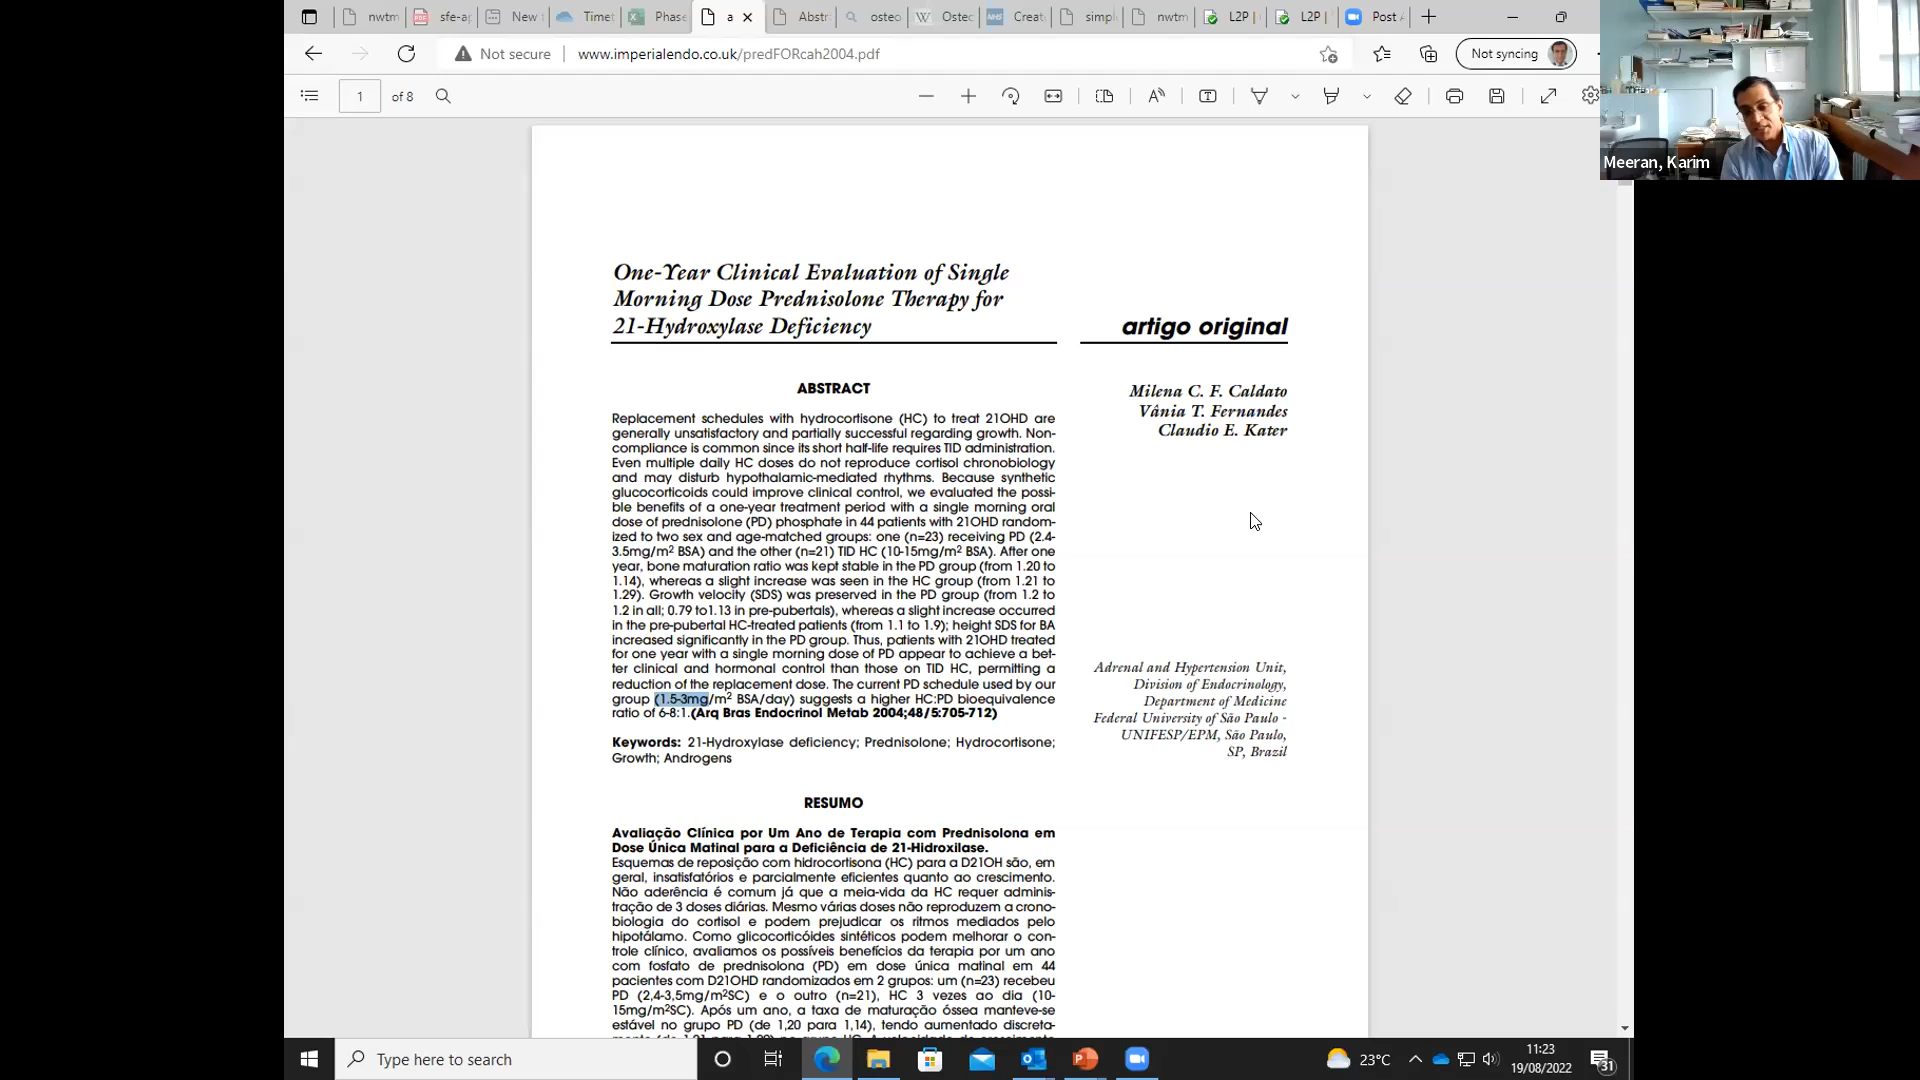 nwtm
sfe-ap
New t
Timet
Phase
a
Abstr
osteo
Osteo
Creat
simpl
nwtm
L2P |
L2P |
Post A
Not secure
www.imperialendo.co.uk/predFORcah2004.pdf
Not syncing
1 of 8
Meeran, Karim
One-Year Clinical Evaluation of Single
Morning Dose Prednisolone Therapy for
21-Hydroxylase Deficiency
artigo original
ABSTRACT
Replacement schedules with hydrocortisone (HC) to treat 21OHD are
generally unsatisfactory and partially successful regarding growth. Non-
compliance is common since its short half-life requires TID administration.
Even multiple daily HC doses do not reproduce cortisol chronobiology
and may disturb hypothalamic-mediated rhythms. Because synthetic
glucocorticoids could improve clinical control, we evaluated the possi-
ble benefits of a one-year treatment period with a single morning oral
dose of prednisolone (PD) phosphate in 44 patients with 21OHD random-
ized to two sex and age-matched groups: one (n=23) receiving PD (2.4-
3.5mg/m2 BSA) and the other (n=21) TID HC (10-15mg/m2 BSA). After one
year, bone maturation ratio was kept stable in the PD group (from 1.20 to
1.14), whereas a slight increase was seen in the HC group (from 1.21 to
1.29). Growth velocity (SDS) was preserved in the PD group (from 1.2 to
1.2 in all; 0.79 to1.13 in pre-pubertals), whereas a slight increase occurred
in the pre-pubertal HC-treated patients (from 1.1 to 1.9); height SDS for BA
increased significantly in the PD group. Thus, patients with 21OHD treated
for one year with a single morning dose of PD appear to achieve a bet-
ter clinical and hormonal control than those on TID HC, permitting a
reduction of the replacement dose. The current PD schedule used by our
group (1.5-3mg/m2 BSA/day) suggests a higher HC:PD bioequivalence
ratio of 6-8:1.(Arq Bras Endocrinol Metab 2004;48/5:705-712)
Keywords: 21-Hydroxylase deficiency; Prednisolone; Hydrocortisone;
Growth; Androgens
Milena C. F. Caldato
Vânia T. Fernandes
Claudio E. Kater
Adrenal and Hypertension Unit,
Division of Endocrinology,
Department of Medicine
Federal University of São Paulo -
UNIFESP/EPM, São Paulo,
SP, Brazil
RESUMO
Avaliação Clínica por Um Ano de Terapia com Prednisolona em
Dose Única Matinal para a Deficiência de 21-Hidroxilase.
Esquemas de reposição com hidrocortisona (HC) para a D21OH são, em
geral, insatisfatórios e parcialmente eficientes quanto ao crescimento.
Não aderência é comum já que a meia-vida da HC requer adminis-
tração de 3 doses diárias. Mesmo várias doses não reproduzem a crono-
biologia do cortisol e podem prejudicar os ritmos mediados pelo
hipotálamo. Como glicocorticóides sintéticos podem melhorar o con-
trole clínico, avaliamos os possíveis benefícios da terapia por um ano
com fosfato de prednisolona (PD) em dose única matinal em 44
pacientes com D21OHD randomizados em 2 grupos: um (n=23) recebeu
PD (2,4-3,5mg/m2SC) e o outro (n=21), HC 3 vezes ao dia (10-
15mg/m2SC). Após um ano, a taxa de maturação óssea manteve-se
estável no grupo PD (de 1,20 para 1,14), tendo aumentado discreta-
Type here to search
23°C
11:23
19/08/2022
31